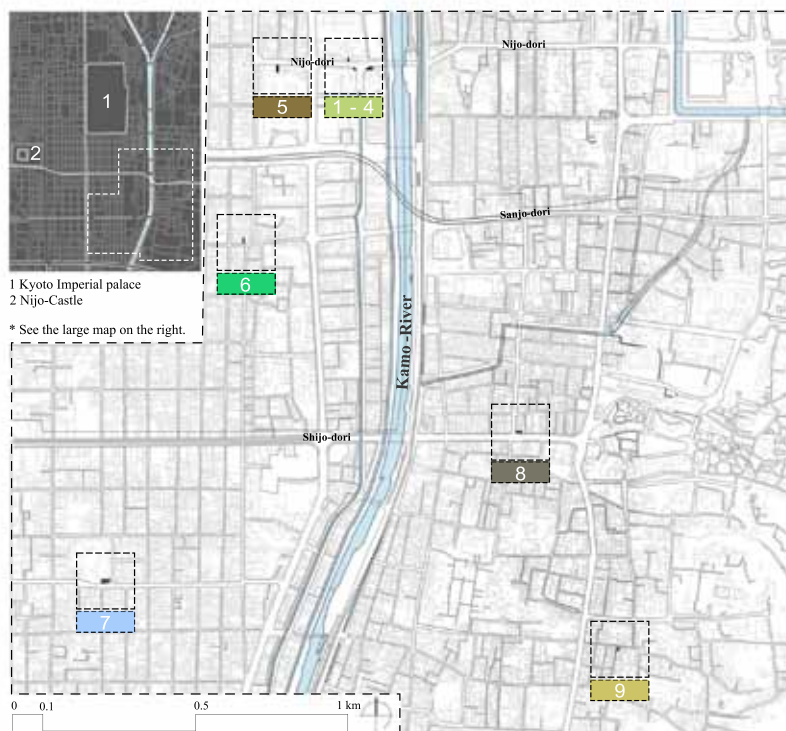 1
2
1 Kyoto Imperial palace
2 Nijo-Castle
* See the large map on the right.
Nijo-dori
Nijo-dori
5
1 - 4
Sanjo-dori
6
Kamo -River
Shijo-dori
8
7
9
0
0.1
0.5
1 km